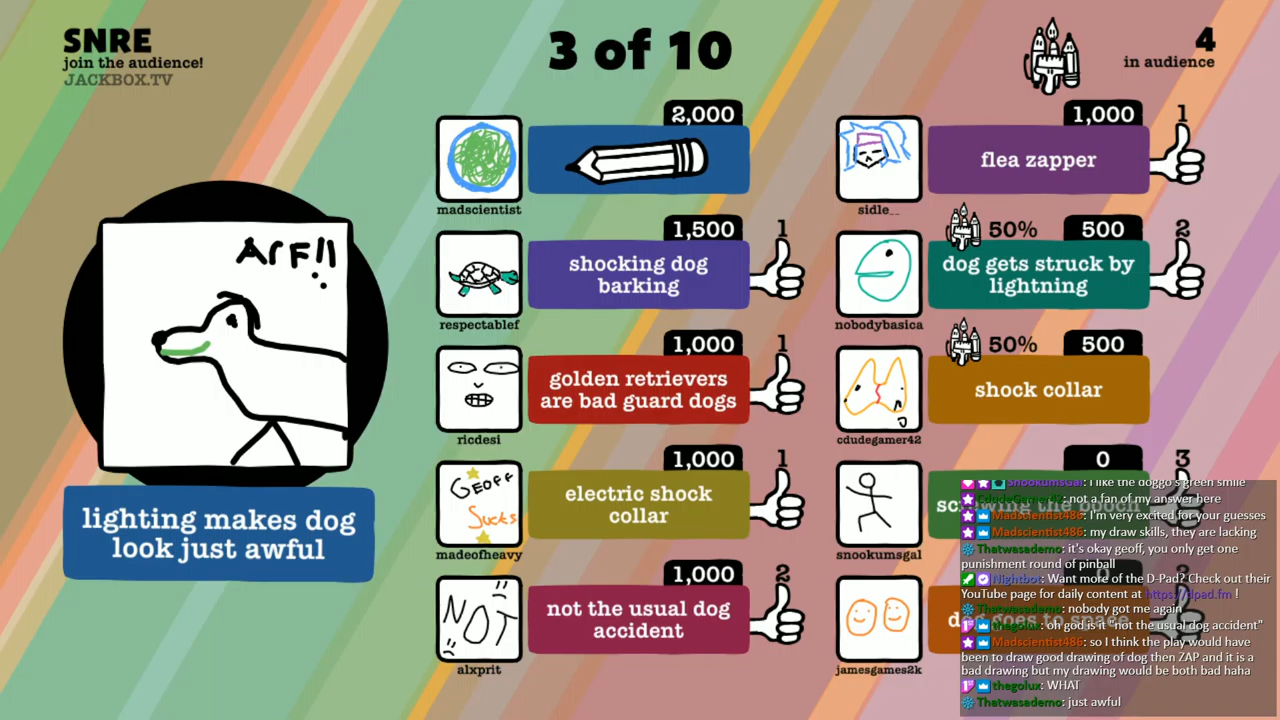 SNRE
join the audience!
JACKBOX.TV
3 of 10
4
in audience
ArF!!
lighting makes dog
look just awful
2,000
madscientist
1,500
1
shocking dog
barking
respectablef
1,000
1
golden retrievers
are bad guard dogs
ricdesi
1,000
1
GEOFF
Sucks
electric shock
collar
madeofheavy
1,000
2
NOT
not the usual dog
accident
alxprit
1,000
1
flea zapper
sidle__
50%
500
2
dog gets struck by
lightning
nobodybasica
50%
500
shock collar
cdudegamer42
0
3
snookumsgal
jamesgames2k
SnookumsGal: I like the doggo's green smile
CdudeGamer42: not a fan of my answer here
Madscientist486: I'm very excited for your guesses
Madscientist486: my draw skills, they are lacking
Thatwasademo: it's okay geoff, you only get one
punishment round of pinball
Nightbot: Want more of the D-Pad? Check out their
YouTube page for daily content at https://dpad.fm !
Thatwasademo: nobody got me again
thegolux: oh god is it "not the usual dog accident"
Madscientist486: so I think the play would have
been to draw good drawing of dog then ZAP and it is a
bad drawing but my drawing would be both bad haha
thegolux: WHAT
Thatwasademo: just awful